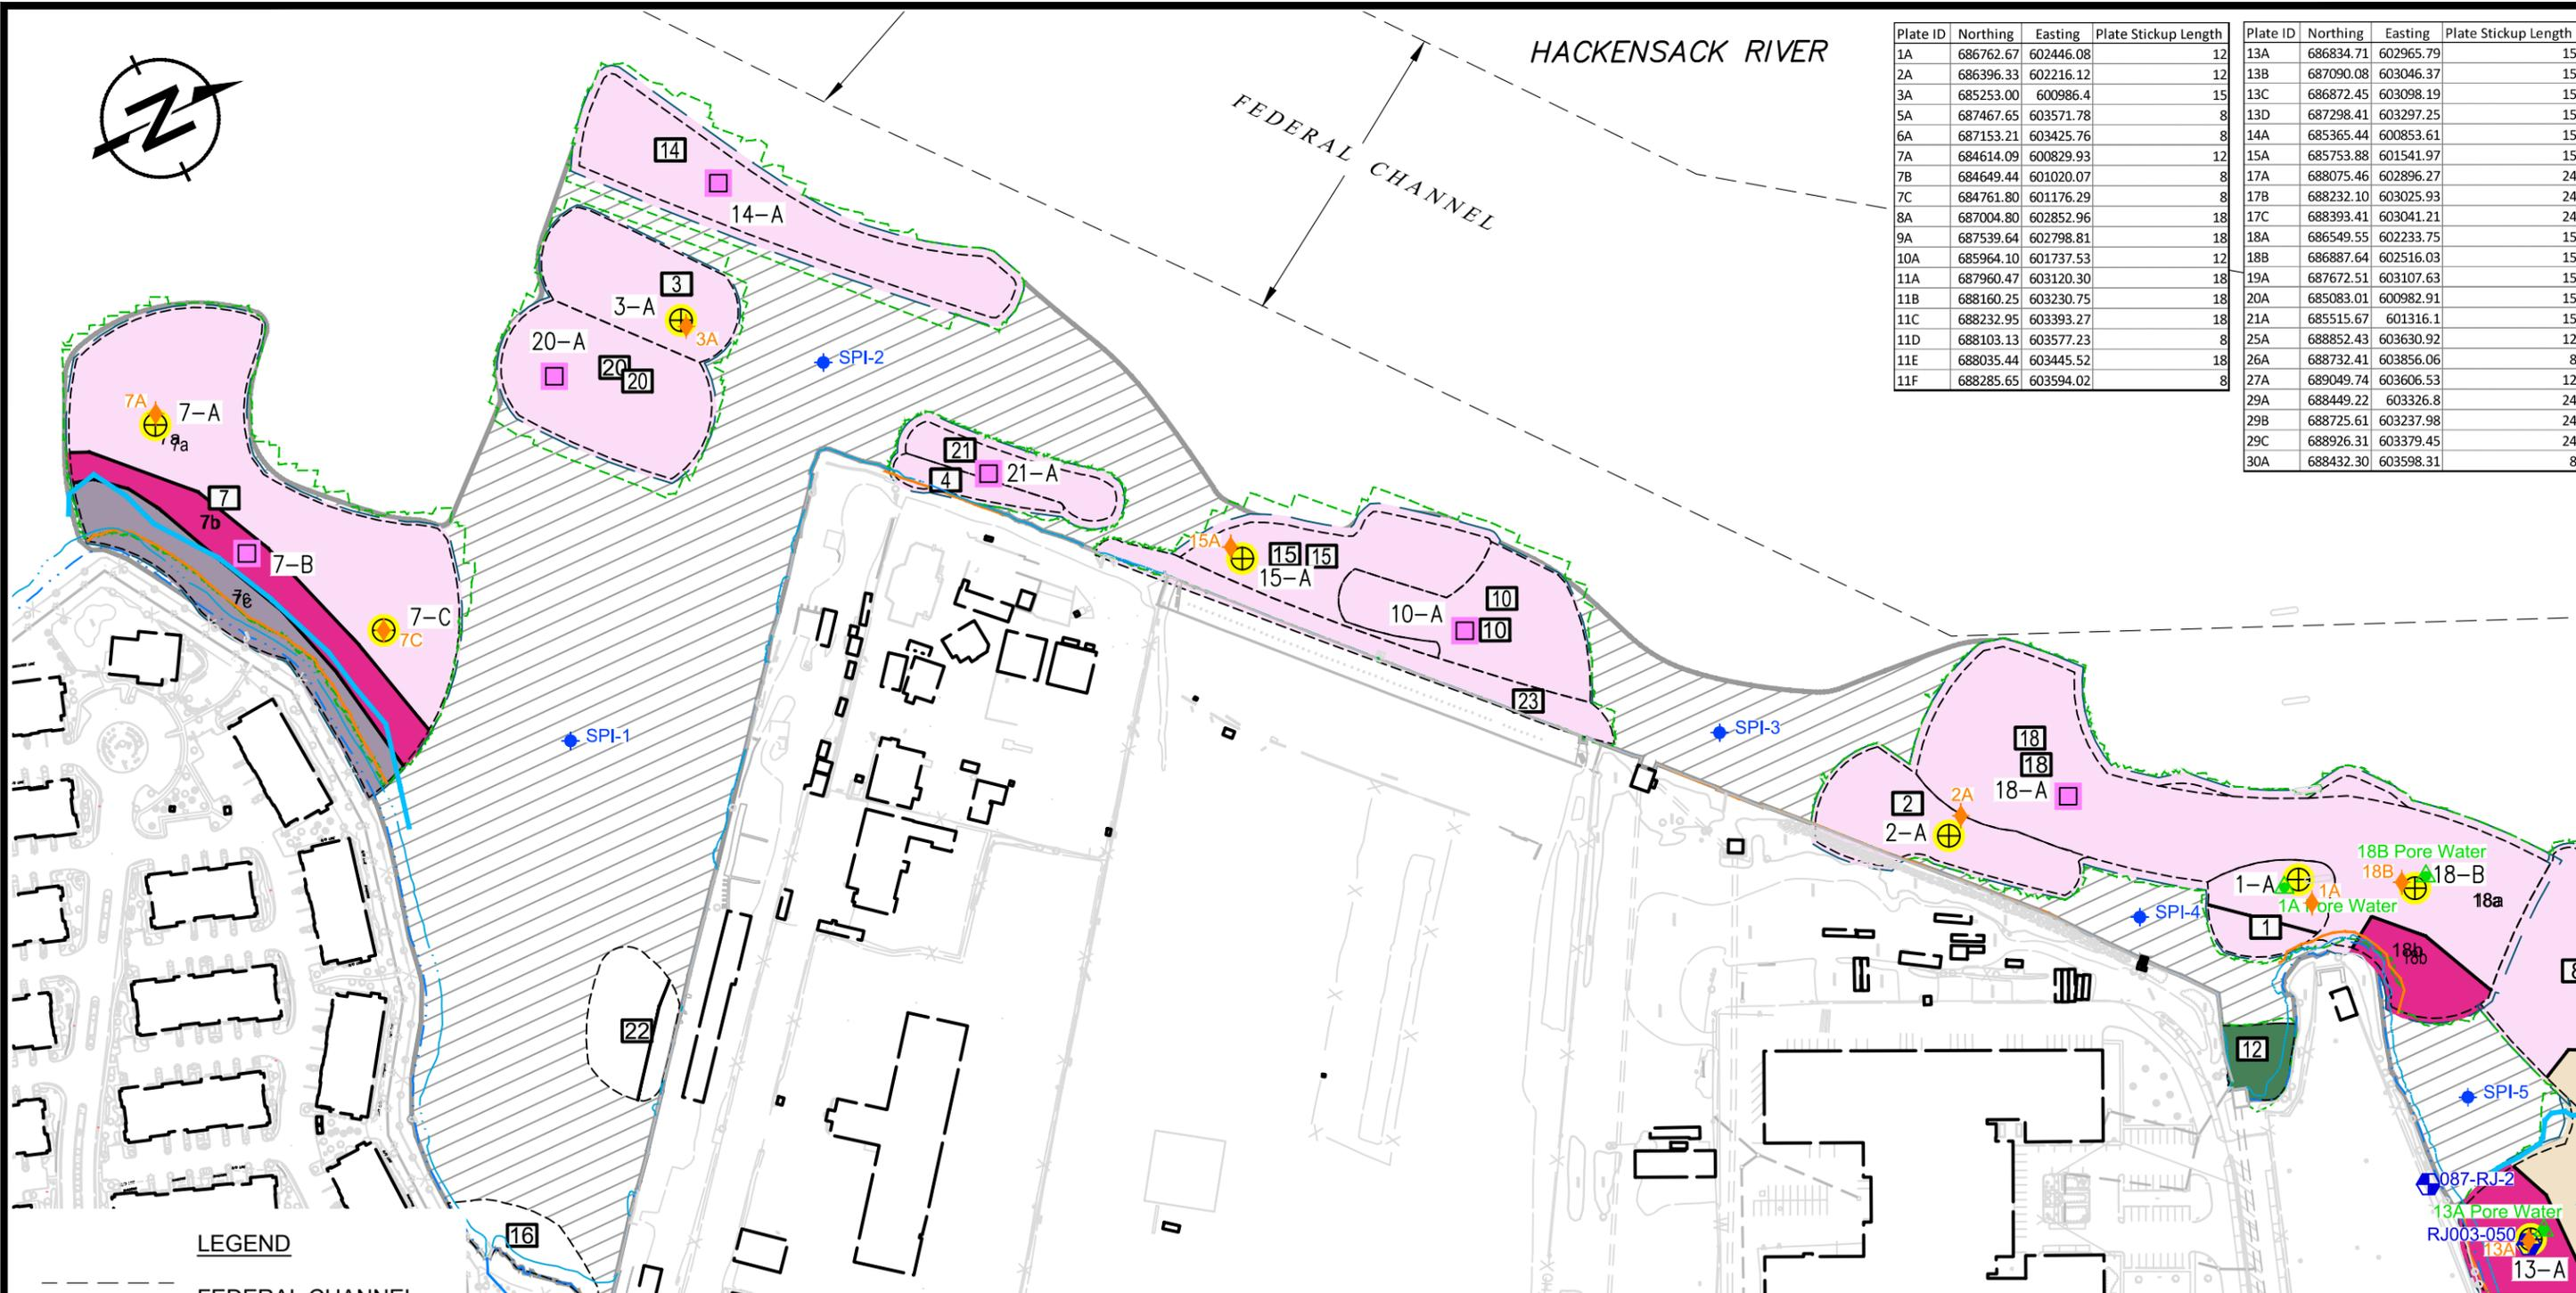 HACKENSACK RIVER
FEDERAL CHANNEL
N
Plate ID Northing Easting Plate Stickup Length
1A 686762.67 602446.08 12
2A 686396.33 602216.12 12
3A 685253.00 600986.4 15
5A 687467.65 603571.78 8
6A 687153.21 603425.76 8
7A 684614.09 600829.93 12
7B 684649.44 601020.07 8
7C 684761.80 601176.29 8
8A 687004.80 602852.96 18
9A 687539.64 602798.81 18
10A 685964.10 601737.53 12
11A 687960.47 603120.30 18
11B 688160.25 603230.75 18
11C 688232.95 603393.27 18
11D 688103.13 603577.23 8
11E 688035.44 603445.52 18
11F 688285.65 603594.02 8
Plate ID Northing Easting Plate Stickup Length
13A 686834.71 602965.79 15
13B 687090.08 603046.37 15
13C 686872.45 603098.19 15
13D 687298.41 603297.25 15
14A 685365.44 600853.61 15
15A 685753.88 601541.97 15
17A 688075.46 602896.27 24
17B 688232.10 603025.93 24
17C 688393.41 603041.21 24
18A 686549.55 602233.75 15
18B 686887.64 602516.03 15
19A 687672.51 603107.63 15
20A 685083.01 600982.91 15
21A 685515.67 601316.1 15
25A 688852.43 603630.92 12
26A 688732.41 603856.06 8
27A 689049.74 603606.53 12
29A 688449.22 603326.8 24
29B 688725.61 603237.98 24
29C 688926.31 603379.45 24
30A 688432.30 603598.31 8
14
14-A
3
3-A
3A
20-A
20
20
SPI-2
7A
7-A
7a
7
7b
7-B
7c
7-C
7C
21
4
21-A
15A
15
15
15-A
10
10-A
10
23
SPI-1
SPI-3
18
18
18-A
2
2A
2-A
18B Pore Water
18B
18-B
1-A
1A
1A Pore Water
18a
SPI-4
1
18b
18b
8
22
12
SPI-5
087-RJ-2
13A Pore Water
RJ003-050
13A
13-A
16
LEGEND
FEDERAL CHANNEL